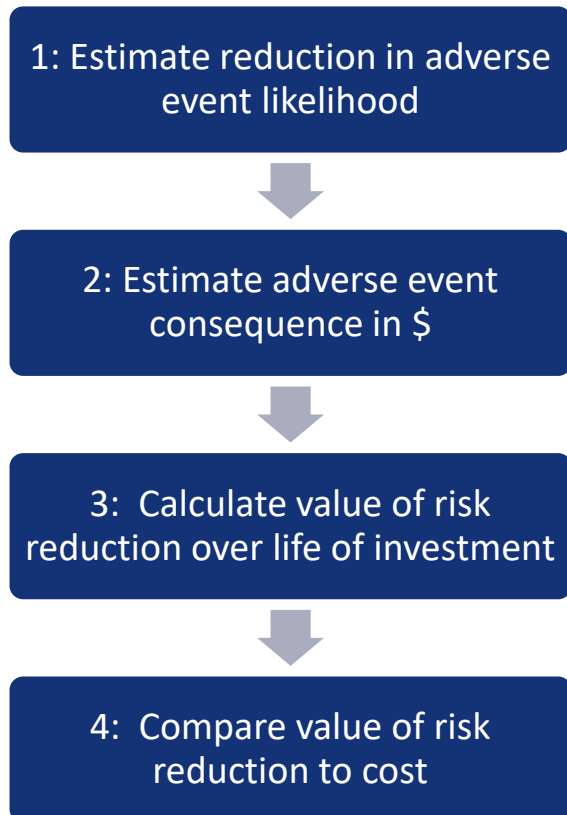 1: Estimate reduction in adverse
event likelihood
2: Estimate adverse event
consequence in $
3:  Calculate value of risk
reduction over life of investment
4:  Compare value of risk
reduction to cost